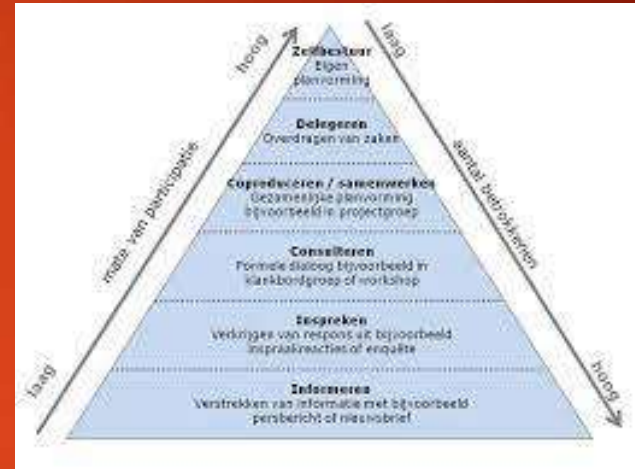 hoog
laag
Zelfbestuur
Eigen
planvorming
Delegeren
Overdragen van zaken
mate van participatie
aantal betrokkenen
Coproduceren / samenwerken
Gezamenlijke planvorming
bijvoorbeeld in projectgroep
Consulteren
Formele dialoog bijvoorbeeld in
klankbordgroep of workshop
Inspreken
Verkrijgen van respons uit bijvoorbeeld
inspraakreacties of enquête
laag
hoog
Informeren
Verstrekken van informatie met bijvoorbeeld
persbericht of nieuwsbrief